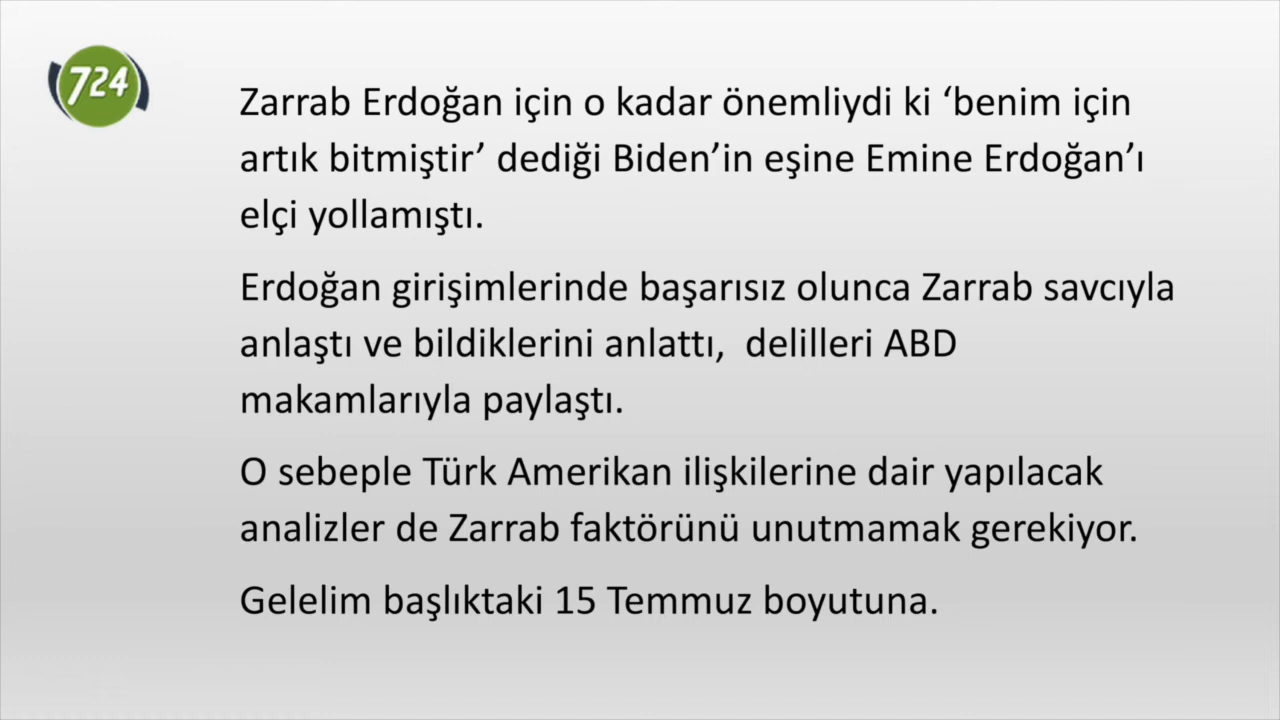 724
Zarrab Erdoğan için o kadar önemliydi ki ‘benim için
artık bitmiştir’ dediği Biden’in eşine Emine Erdoğan’ı
elçi yollamıştı.
Erdoğan girişimlerinde başarısız olunca Zarrab savcıyla
anlaştı ve bildiklerini anlattı,  delilleri ABD
makamlarıyla paylaştı.
O sebeple Türk Amerikan ilişkilerine dair yapılacak
analizler de Zarrab faktörünü unutmamak gerekiyor.
Gelelim başlıktaki 15 Temmuz boyutuna.